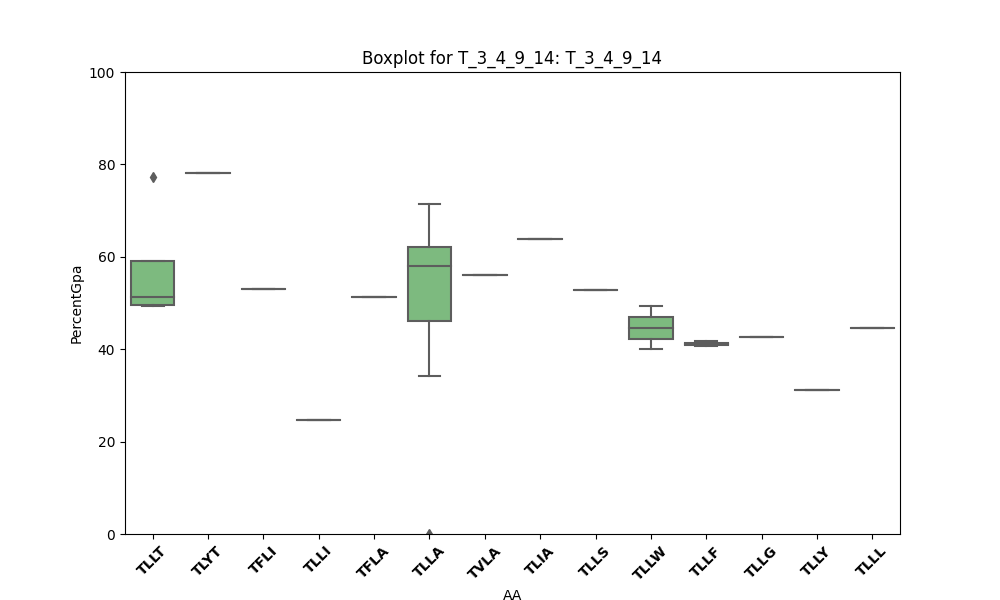 Boxplot for T_3_4_9_14: T_3_4_9_14
PercentGpa
100
80
60
40
20
0
TLLT
TLYT
TFLI
TLLI
TFLA
TLLA
TVLA
TLIA
TLLS
TLLW
TLLF
TLLG
TLLY
TLLL
AA